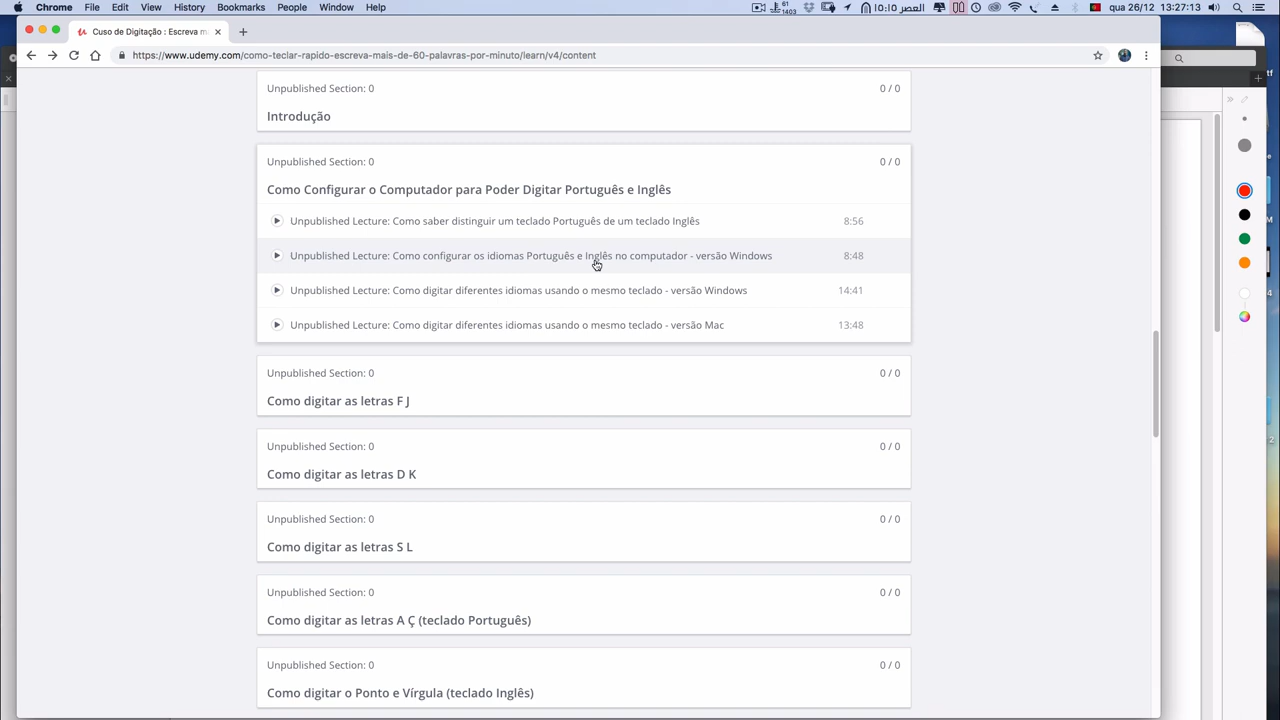 Chrome File Edit View History Bookmarks People Window Help
61
1403
العصر 10:10
qua 26/12 13:27:13
Cuso de Digitação : Escreva m
https://www.udemy.com/como-teclar-rapido-escreva-mais-de-60-palavras-por-minuto/learn/v4/content
Unpublished Section: 0 0 / 0
Introdução
Unpublished Section: 0 0 / 0
Como Configurar o Computador para Poder Digitar Português e Inglês
Unpublished Lecture: Como saber distinguir um teclado Português de um teclado Inglês 8:56
Unpublished Lecture: Como configurar os idiomas Português e Inglês no computador - versão Windows 8:48
Unpublished Lecture: Como digitar diferentes idiomas usando o mesmo teclado - versão Windows 14:41
Unpublished Lecture: Como digitar diferentes idiomas usando o mesmo teclado - versão Mac 13:48
Unpublished Section: 0 0 / 0
Como digitar as letras F J
Unpublished Section: 0 0 / 0
Como digitar as letras D K
Unpublished Section: 0 0 / 0
Como digitar as letras S L
Unpublished Section: 0 0 / 0
Como digitar as letras A Ç (teclado Português)
Unpublished Section: 0 0 / 0
Como digitar o Ponto e Vírgula (teclado Inglês)